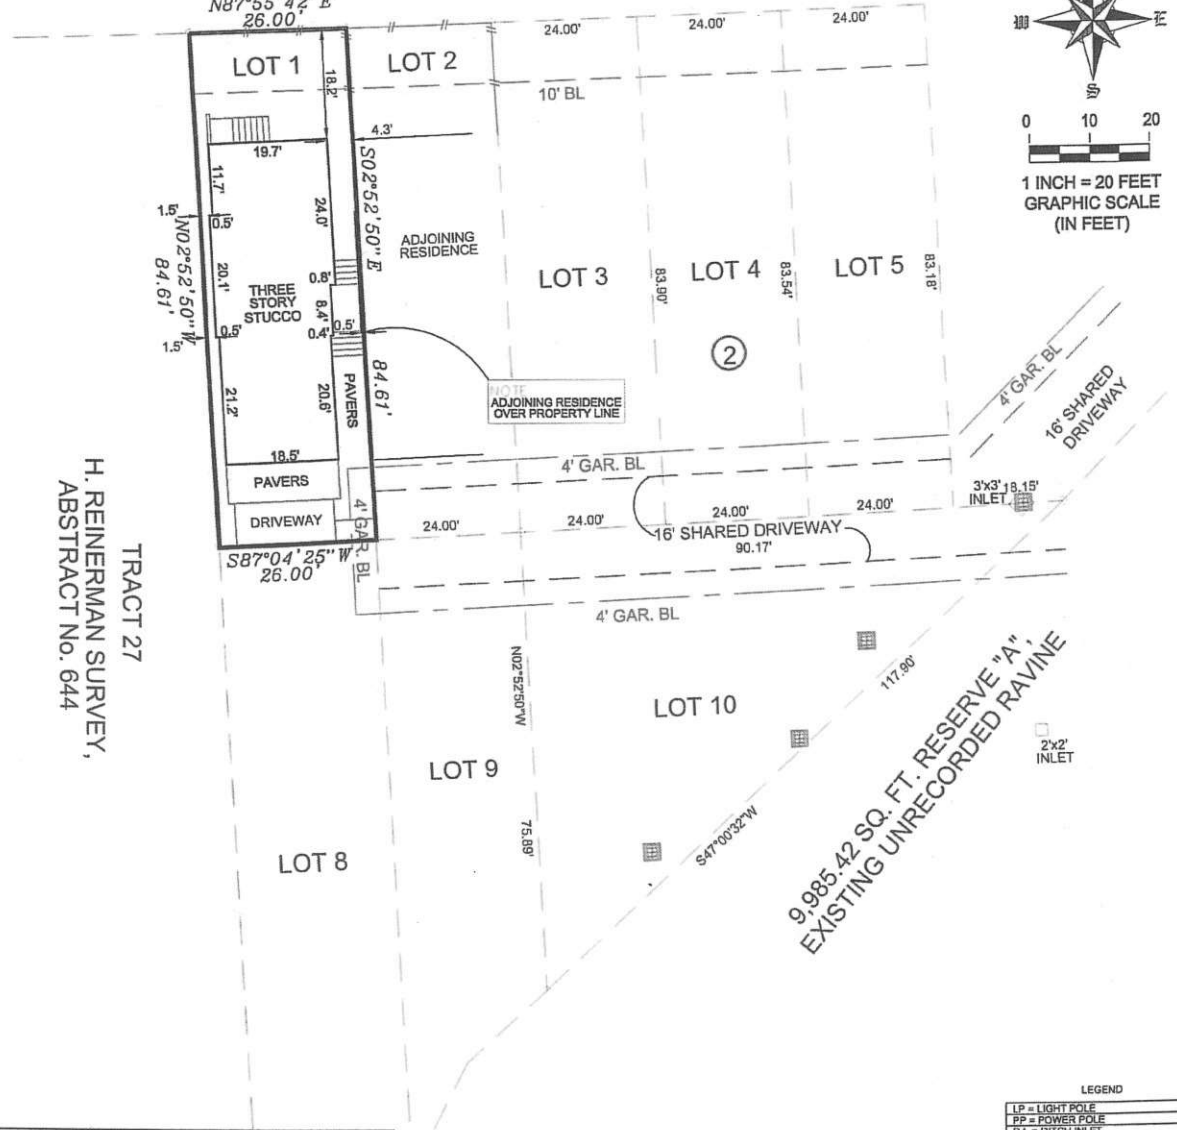 N87°55'42"E
26.00'
24.00'
24.00'
24.00'
W
E
S
LOT 1
LOT 2
18.2'
10' BL
0 10 20
1 INCH = 20 FEET
GRAPHIC SCALE
(IN FEET)
4.3'
19.7'
11.7'
24.0'
S02°52'50"E
84.61'
1.5'
0.5'
N02°52'50"W
84.61'
20.1'
THREE
STORY
STUCCO
0.8'
8.4'
0.5'
0.5'
0.4'
1.5'
ADJOINING
RESIDENCE
LOT 3
83.90'
LOT 4
83.54'
LOT 5
83.18'
2
NOTE
ADJOINING RESIDENCE
OVER PROPERTY LINE
21.2'
20.6'
PAVERS
18.5'
PAVERS
DRIVEWAY
4' GAR. BL
S87°04'25"W
26.00'
4' GAR. BL
16' SHARED
DRIVEWAY
4' GAR. BL
3'x3'
INLET
18.15'
24.00'
24.00'
24.00'
24.00'
16' SHARED DRIVEWAY
90.17'
4' GAR. BL
TRACT 27
H. REINERMAN SURVEY,
ABSTRACT No. 644
N02°52'50"W
75.89'
LOT 10
LOT 9
LOT 8
117.90'
S47°00'32"W
9,985.42 SQ. FT. RESERVE "A",
EXISTING UNRECORDED RAVINE
2'x2'
INLET
LEGEND
LP = LIGHT POLE
PP = POWER POLE